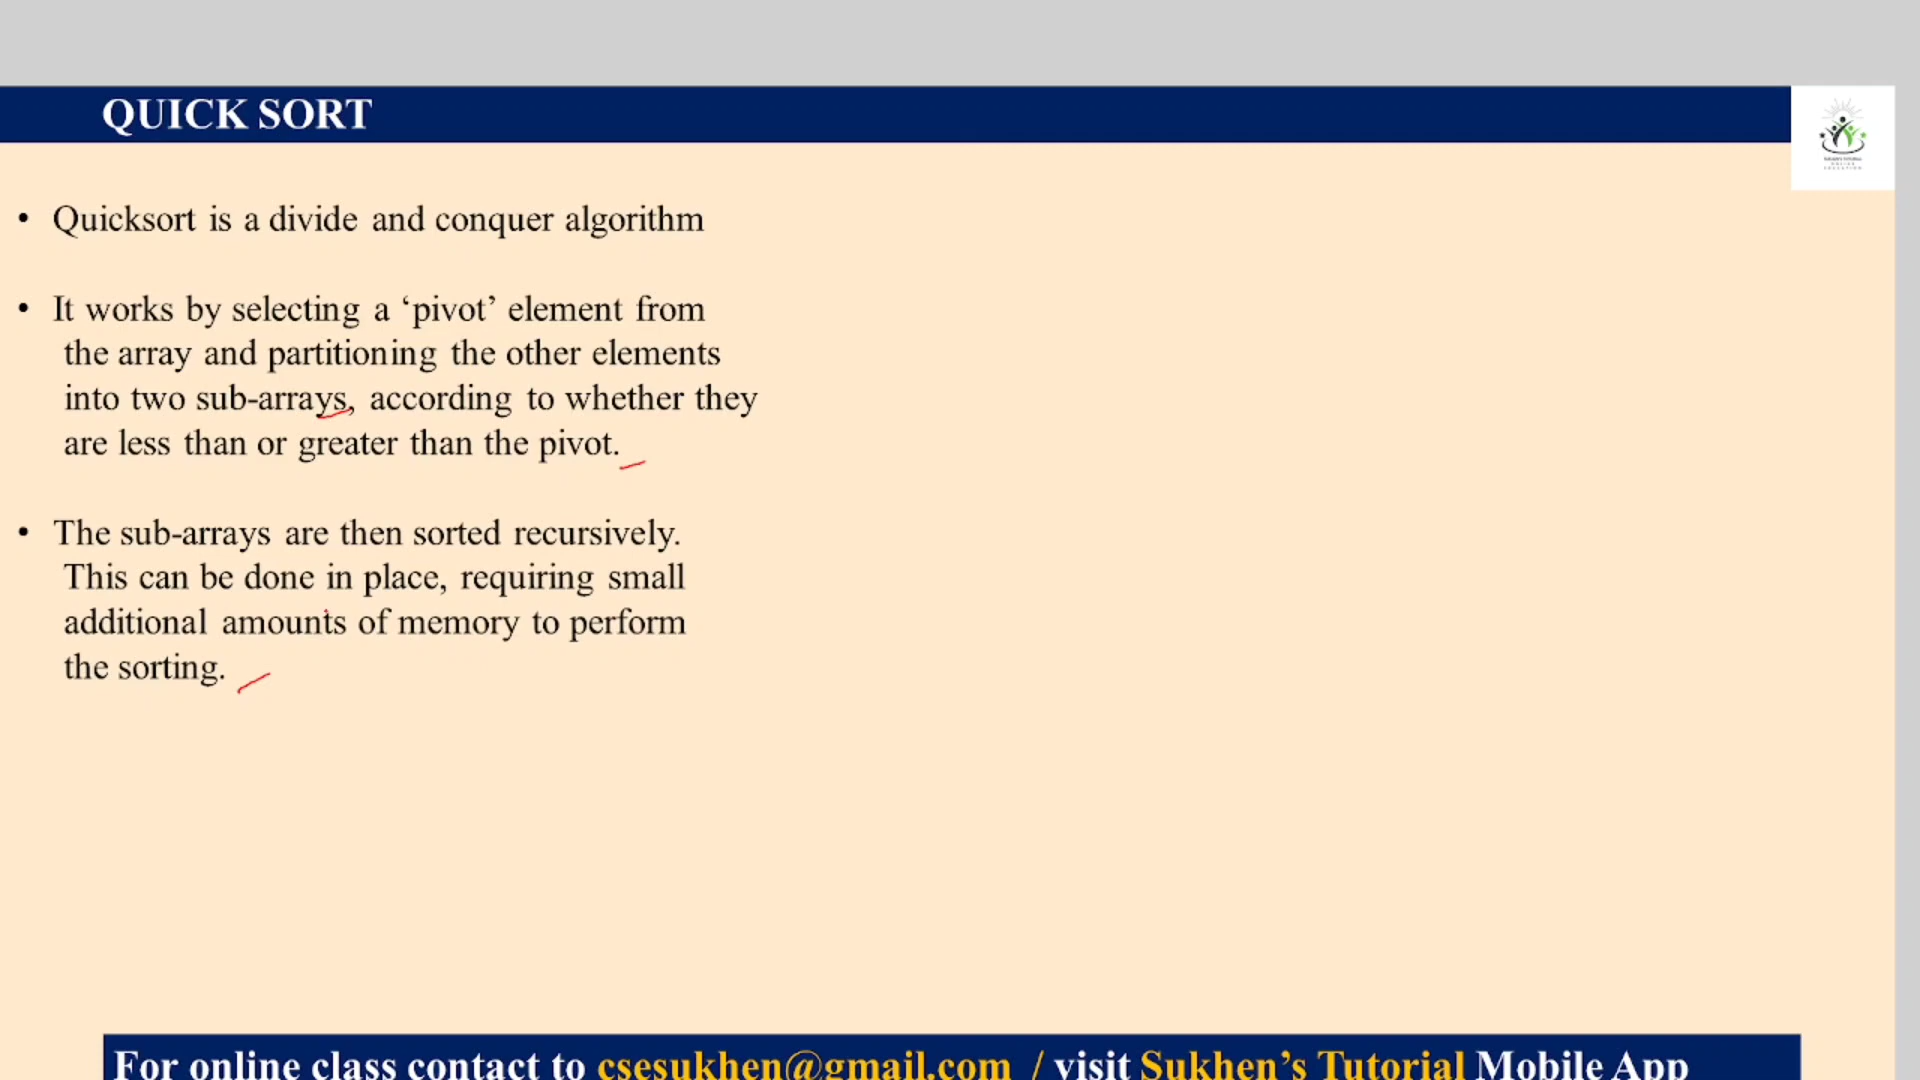 QUICK SORT
• Quicksort is a divide and conquer algorithm
• It works by selecting a ‘pivot’ element from
the array and partitioning the other elements
into two sub-arrays, according to whether they
are less than or greater than the pivot.
• The sub-arrays are then sorted recursively.
This can be done in place, requiring small
additional amounts of memory to perform
the sorting.
For online class contact to csesukhen@gmail.com / visit Sukhen’s Tutorial Mobile App